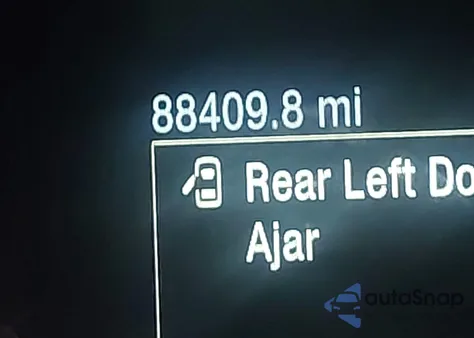 88409.8 mi
Rear Left Do
Ajar
autoSnap